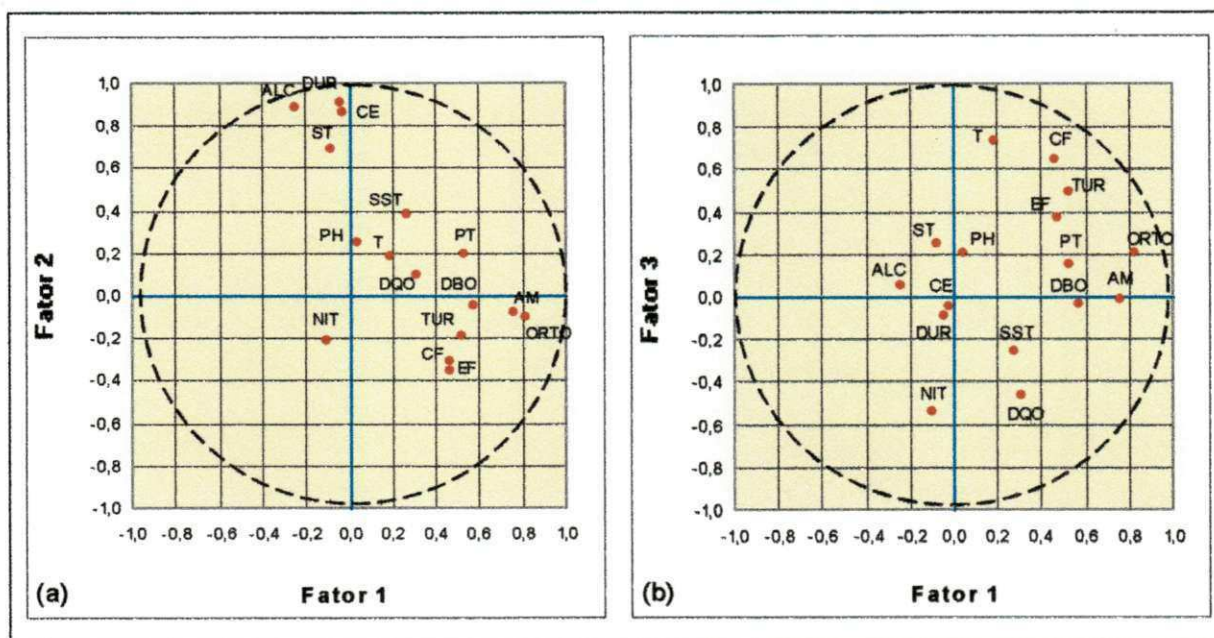 DUR
1,0
ALC
CE
0,8
ST
0,6
SST
0,4
PH
T
PT
0,2
DQO
DBO
0,0
AM
NIT
TUR
ORTO
-0,2
CF
EF
-0,4
-0,6
-0,8
-1,0
-1,0 -0,8 -0,6 -0,4 -0,2 0,0 0,2 0,4 0,6 0,8 1,0
Fator 2
(a)
Fator 1
1,0
0,8
T
CF
0,6
TUR
0,4
EF
ST
PH
PT
ORTO
0,2
ALC
CE
DBO
AM
0,0
DUR
SST
-0,2
NIT
-0,4
DQO
-0,6
-0,8
-1,0
-1,0 -0,8 -0,6 -0,4 -0,2 0,0 0,2 0,4 0,6 0,8 1,0
Fator 3
(b)
Fator 1